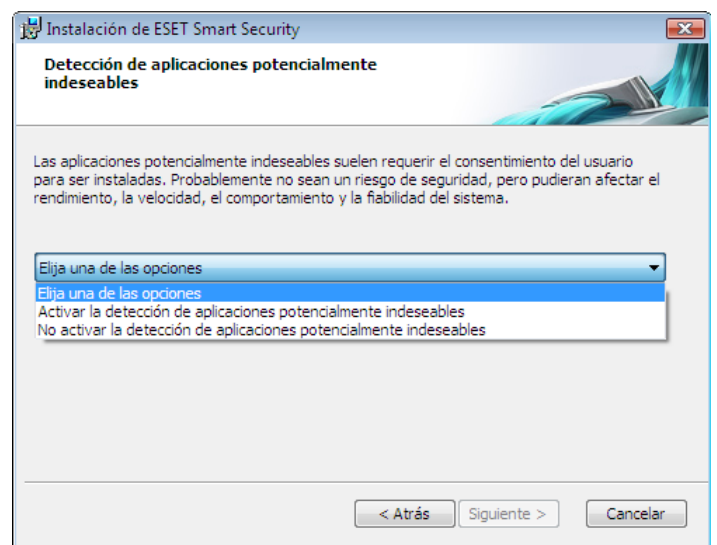 Instalación de ESET Smart Security
Detección de aplicaciones potencialmente
indeseables
Las aplicaciones potencialmente indeseables suelen requerir el consentimiento del usuario
para ser instaladas. Probablemente no sean un riesgo de seguridad, pero pudieran afectar el
rendimiento, la velocidad, el comportamiento y la fiabilidad del sistema.
Elija una de las opciones
Elija una de las opciones
Activar la detección de aplicaciones potencialmente indeseables
No activar la detección de aplicaciones potencialmente indeseables
< Atrás Siguiente > Cancelar